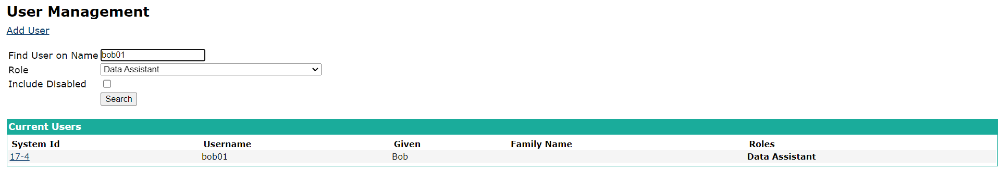 User Management
Add User
Find User on Name bob01
Role Data Assistant
Include Disabled
Search
Current Users
System Id Username Given Family Name Roles
17-4 bob01 Bob Data Assistant